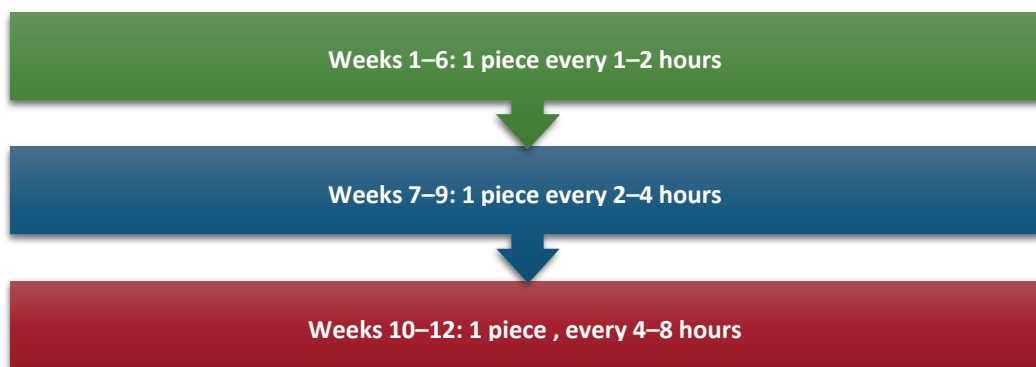 Weeks 1–6: 1 piece every 1–2 hours
Weeks 7–9: 1 piece every 2–4 hours
Weeks 10–12: 1 piece , every 4–8 hours